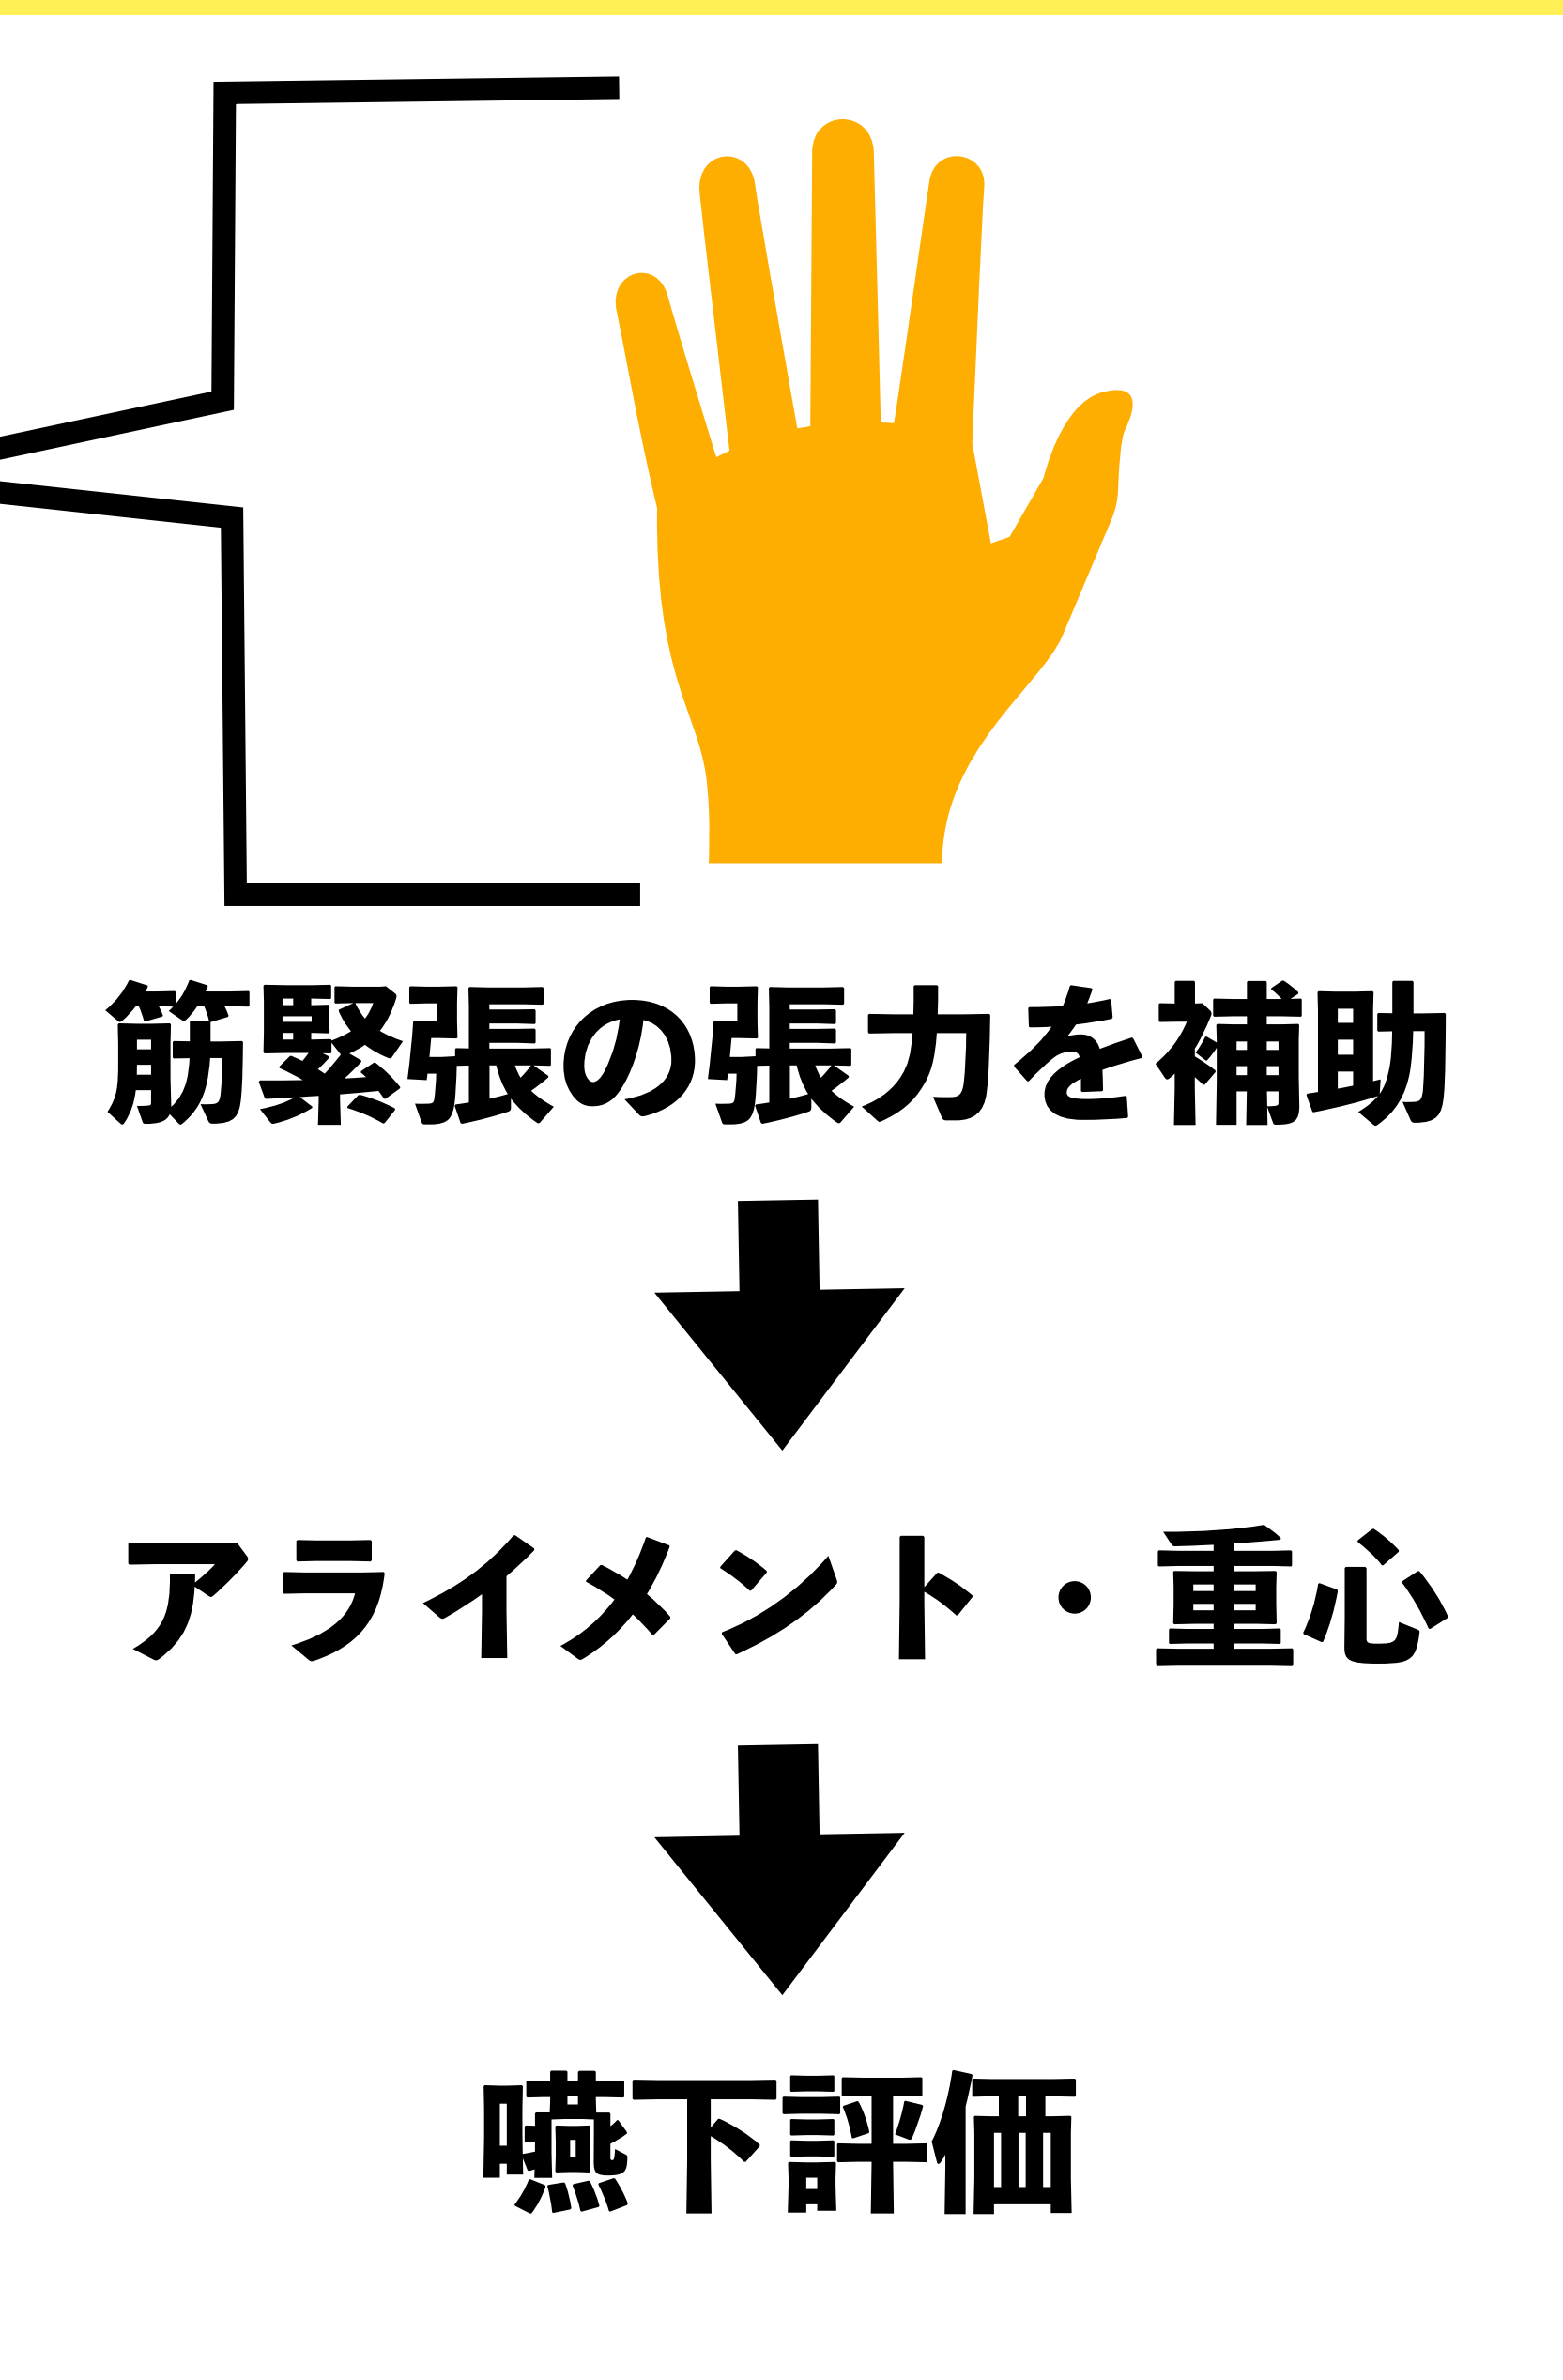 筋緊張の張力を補助
アライメント・重心
嚥下評価